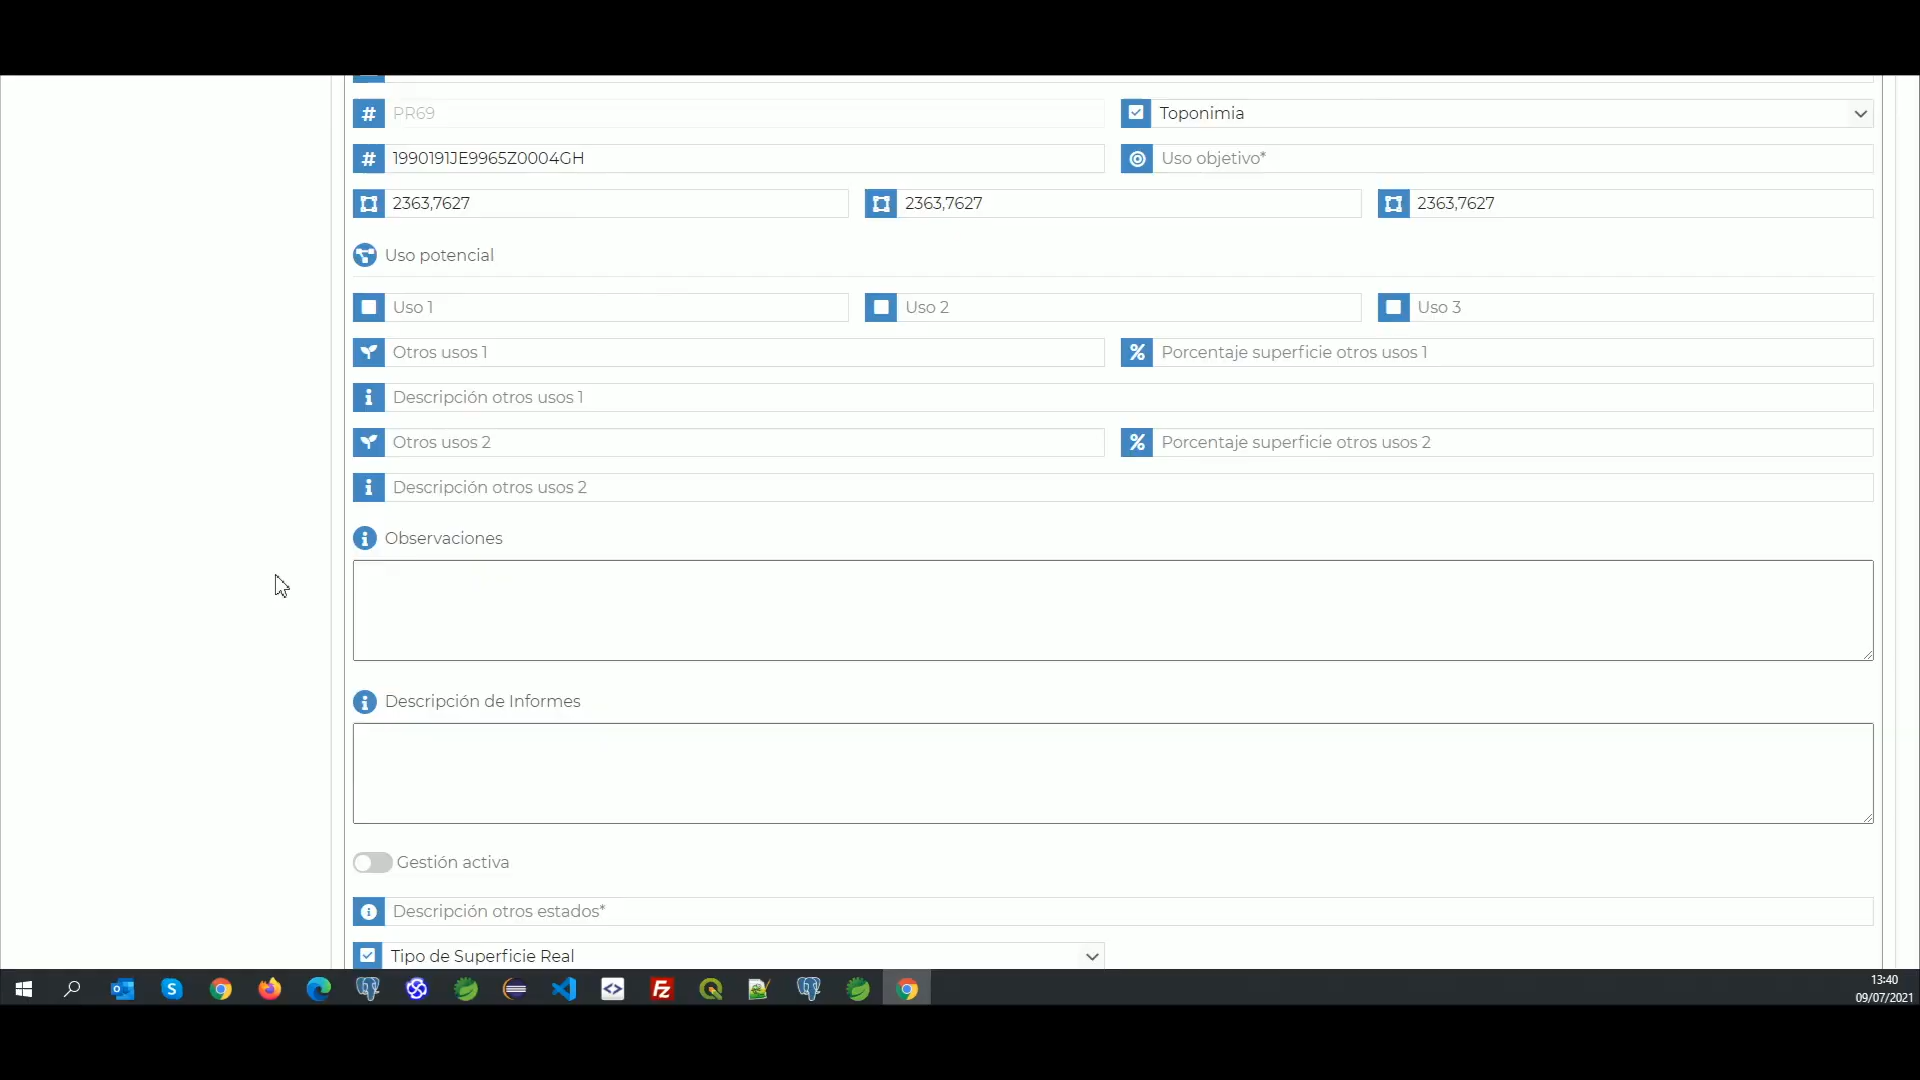 PR69
Toponimia
1990191JE9965Z0004GH
Uso objetivo*
2363,7627
2363,7627
2363,7627
Uso potencial
Uso 1
Uso 2
Uso 3
Otros usos 1
Porcentaje superficie otros usos 1
Descripción otros usos 1
Otros usos 2
Porcentaje superficie otros usos 2
Descripción otros usos 2
Observaciones
Descripción de Informes
Gestión activa
Descripción otros estados*
Tipo de Superficie Real
13:40
09/07/2021